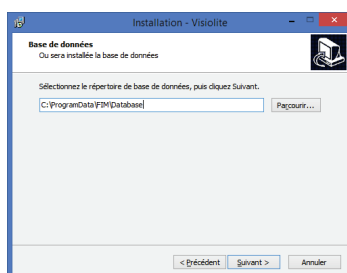 Installation - Visiolite
Base de données
Ou sera installée la base de données
Sélectionnez le répertoire de base de données, puis cliquez Suivant.
C:\ProgramData\FIM\Database
Parcourir...
< Précédent
Suivant >
Annuler